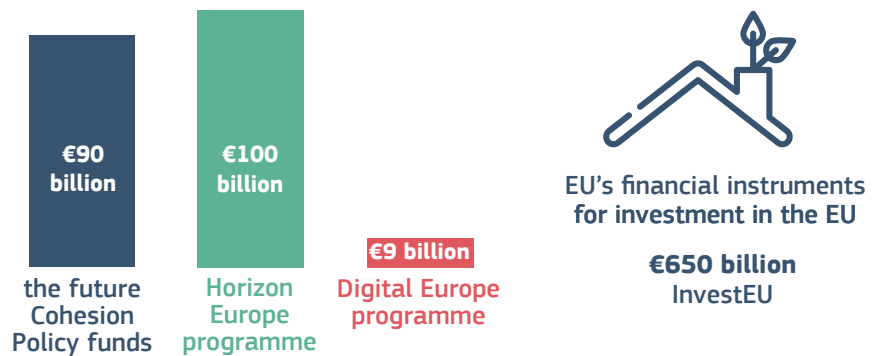 €90
billion
the future
Cohesion
Policy funds
€100
billion
Horizon
Europe
programme
€9 billion
Digital Europe
programme
EU’s financial instruments
for investment in the EU
€650 billion
InvestEU